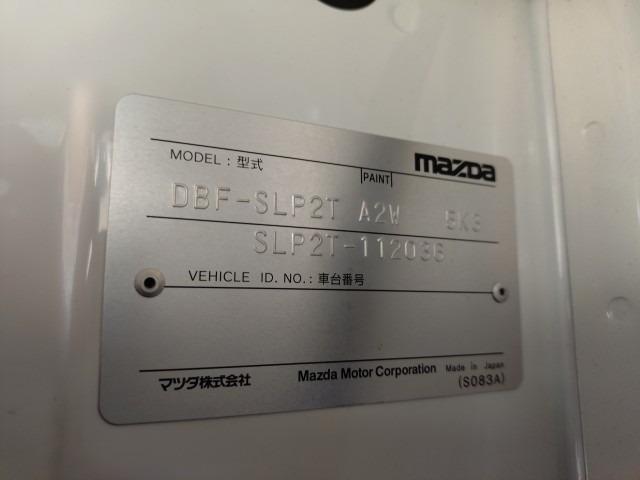 mazda
MODEL : 型式
PAINT
DBF-SLP2T A2W 5K3
SLP2T-112036
VEHICLE ID. NO. : 車台番号
マツダ株式会社 Mazda Motor Corporation Made in Japan
(S083A)